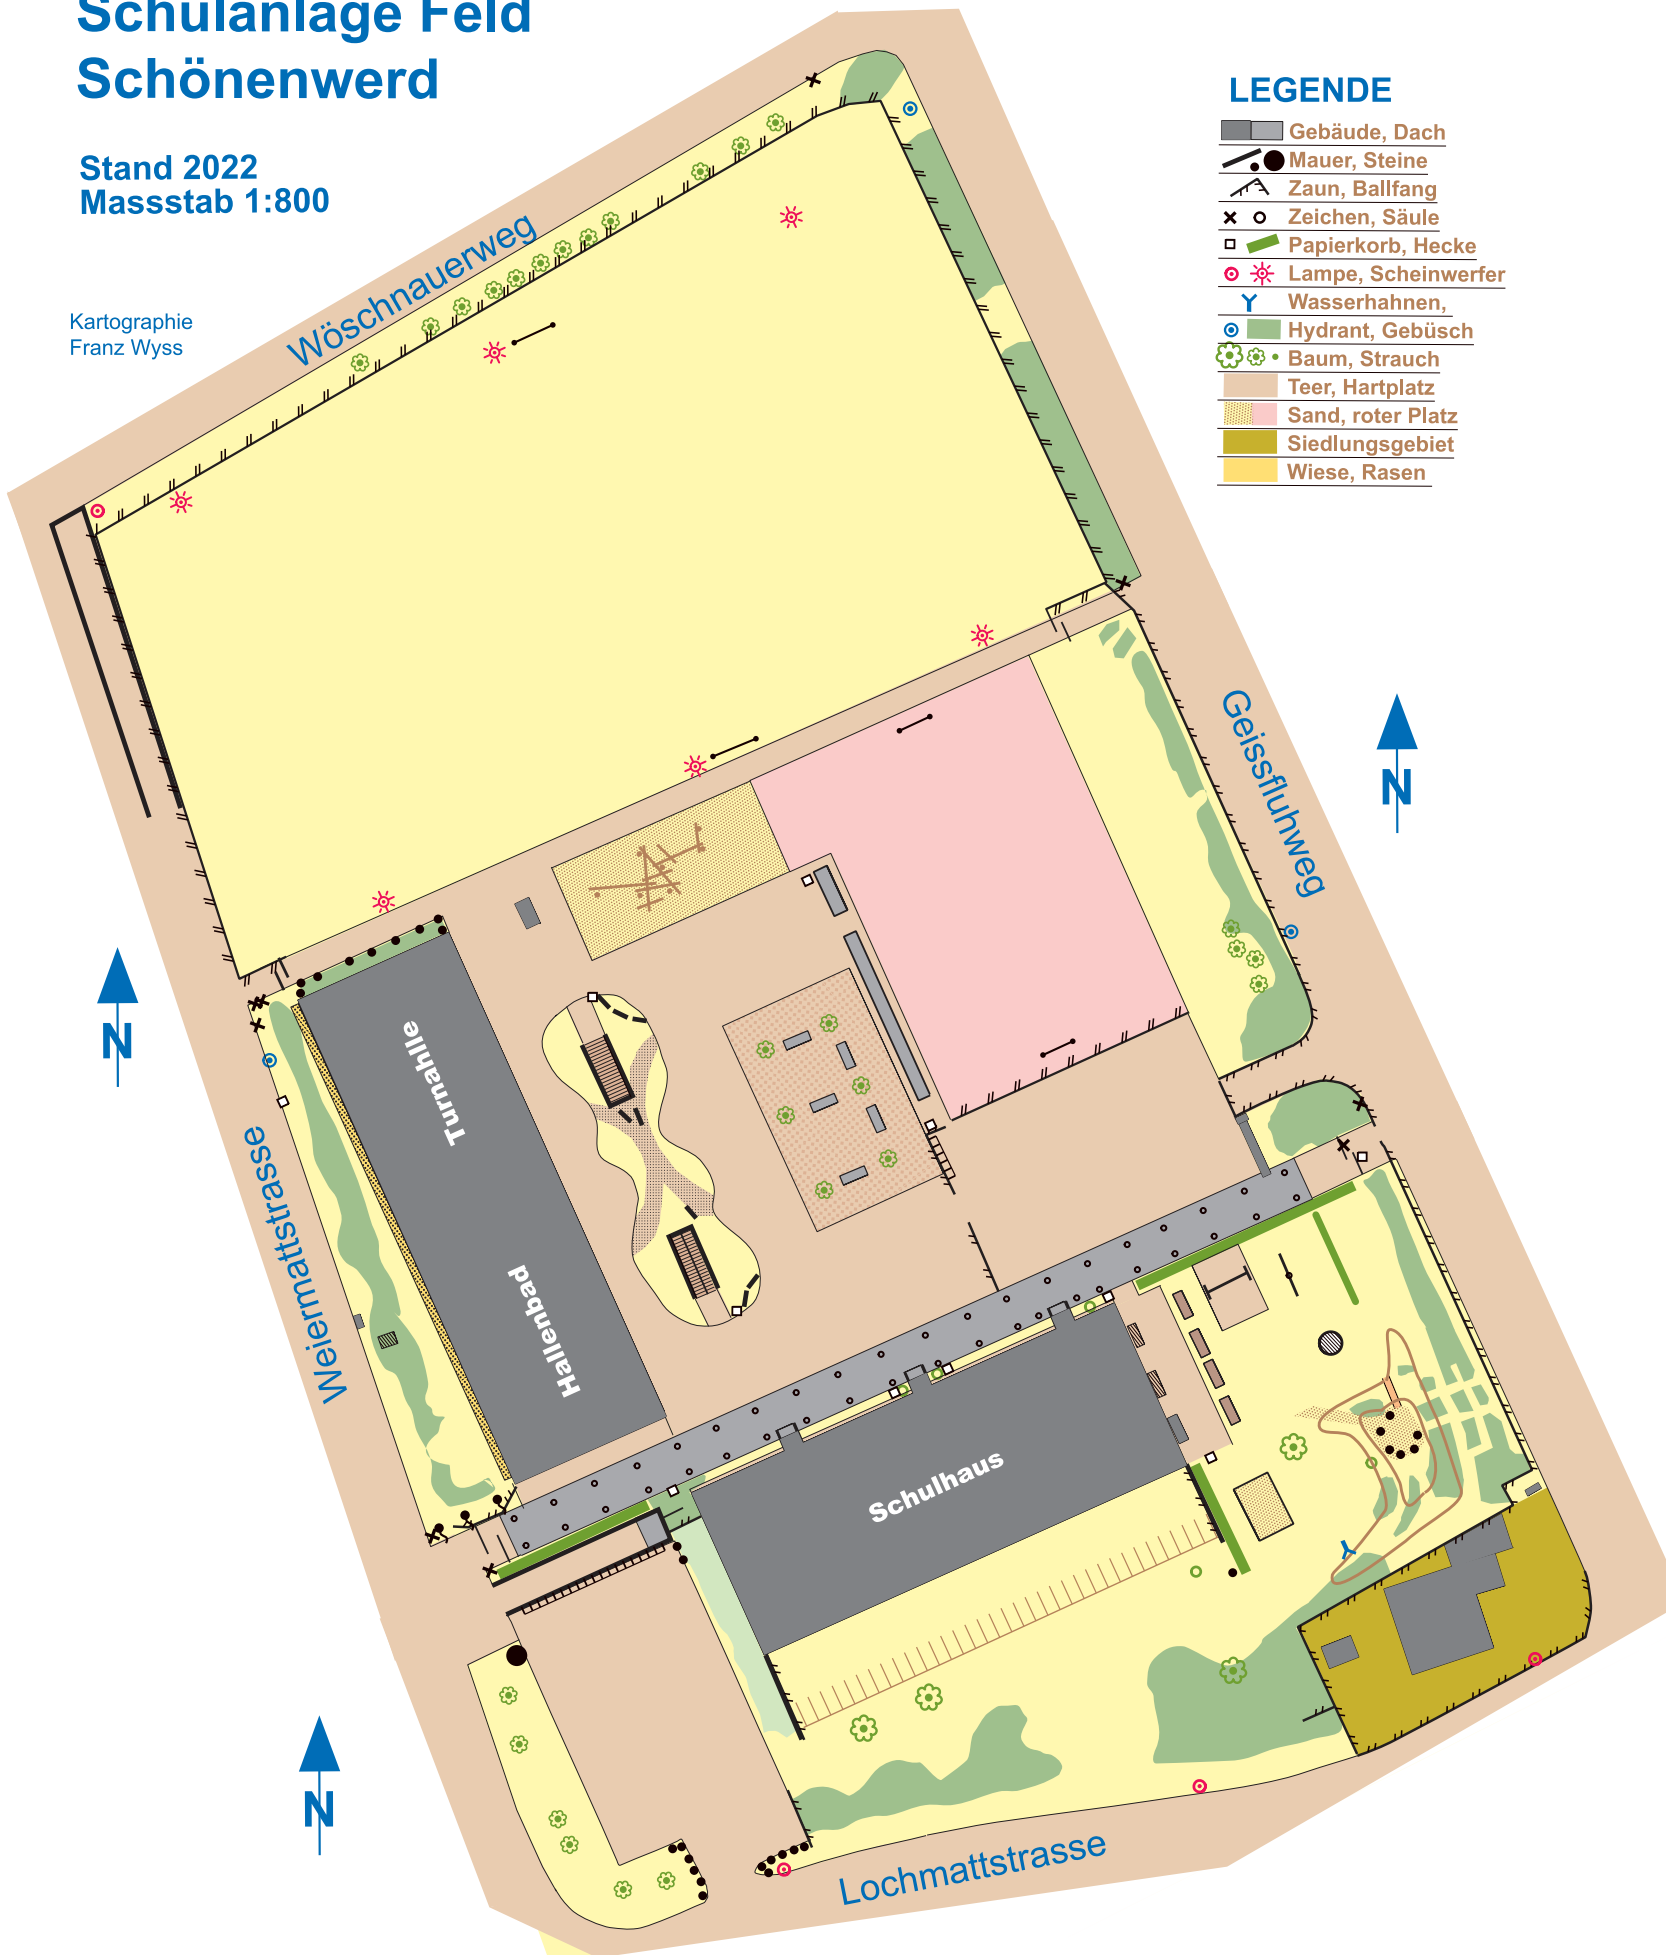 Schulanlage Feld
Schönenwerd
Stand 2022
Massstab 1:800
Kartographie
Franz Wyss
LEGENDE
Gebäude, Dach
Mauer, Steine
Zaun, Ballfang
Zeichen, Säule
Papierkorb, Hecke
Lampe, Scheinwerfer
Wasserhahnen,
Hydrant, Gebüsch
Baum, Strauch
Teer, Hartplatz
Sand, roter Platz
Siedlungsgebiet
Wiese, Rasen
Wöschnauerweg
Geissfluhweg
N
N
Turnahlle
Weiermattstrasse
Hallenbad
Schulhaus
N
Lochmattstrasse